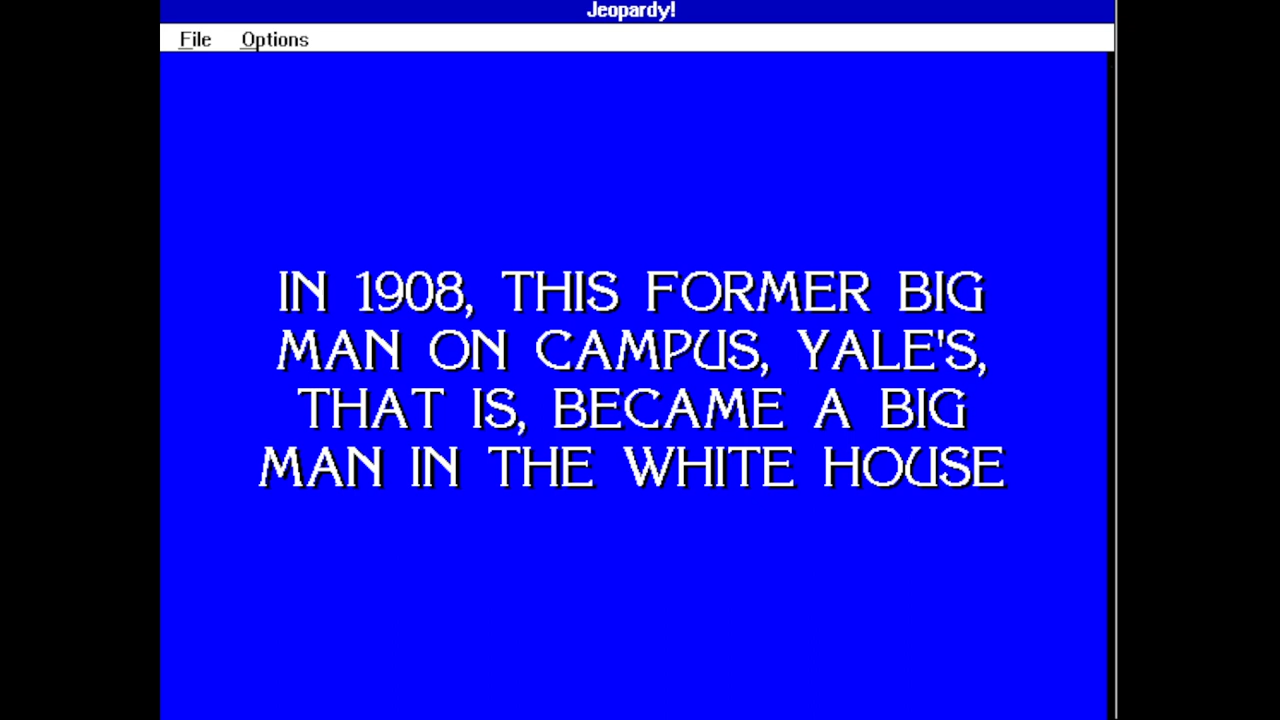 Jeopardy!
File Options
IN 1908, THIS FORMER BIG
MAN ON CAMPUS, YALE'S,
THAT IS, BECAME A BIG
MAN IN THE WHITE HOUSE